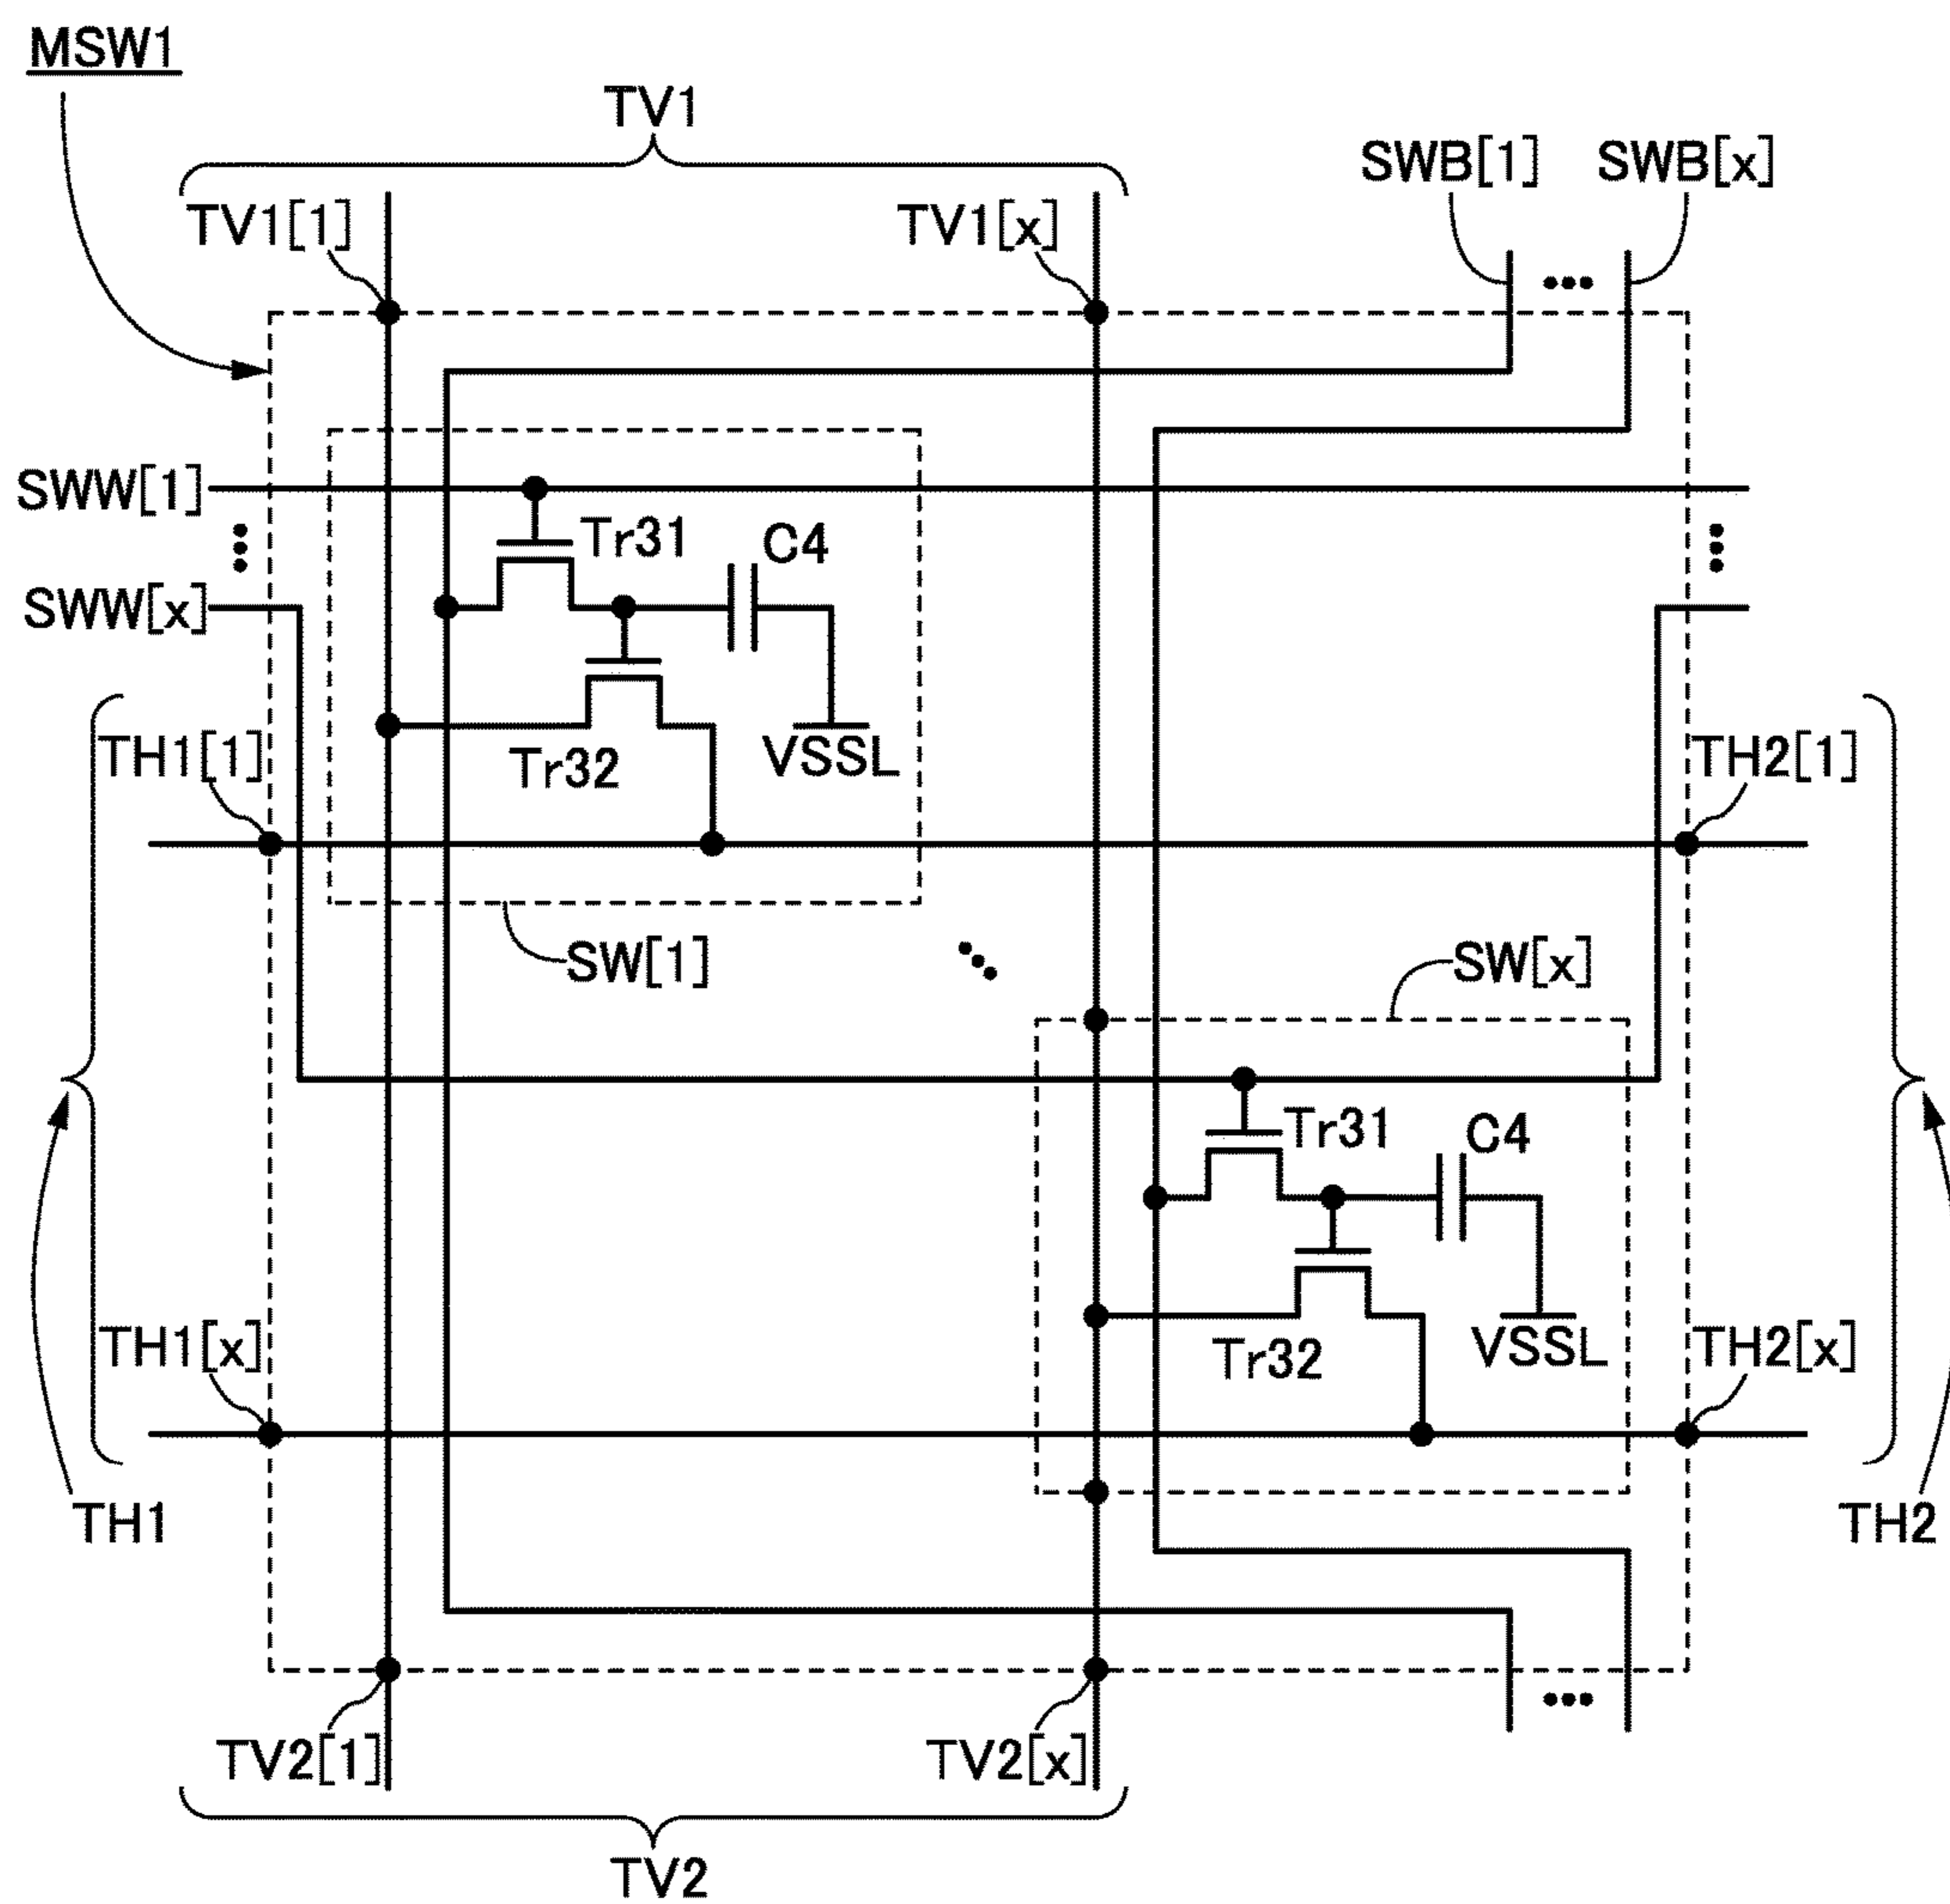 MSW1
TV1
SWB[1] SWB[x]
TV1[1] TV1[x]
SWW[1]
Tr31 C4
SWW[x]
Tr32 VSSL
TH1[1] TH2[1]
SW[1] SW[x]
Tr31 C4
TH1[x] Tr32 VSSL TH2[x]
TH1 TH2
TV2[1] TV2[x]
TV2